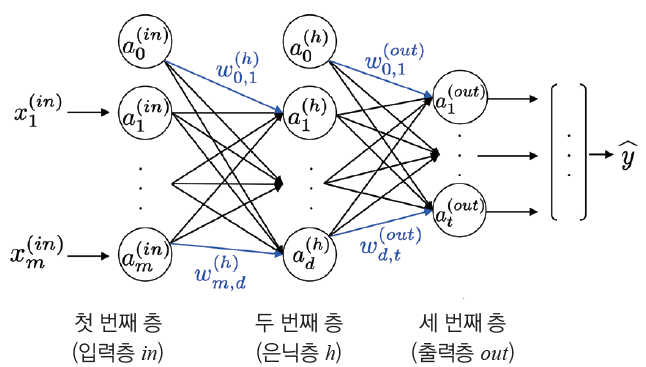 a_0^{(in)} a_0^{(h)}
w_{0,1}^{(h)} w_{0,1}^{(out)}
x_1^{(in)} a_1^{(in)} a_1^{(h)} a_1^{(out)}
ŷ
x_m^{(in)} a_m^{(in)} a_d^{(h)} a_t^{(out)}
w_{m,d}^{(h)} w_{d,t}^{(out)}
첫 번째 층 두 번째 층 세 번째 층
(입력층 in) (은닉층 h) (출력층 out)